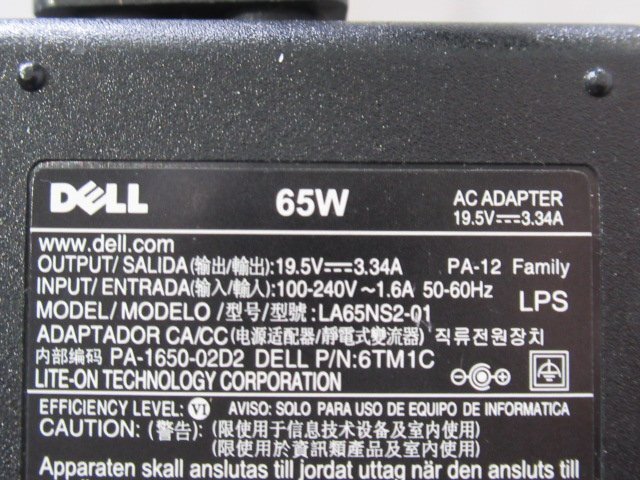 DELL 65W AC ADAPTER
19.5V⎓3.34A
www.dell.com
OUTPUT/ SALIDA(输出/輸出):19.5V⎓3.34A PA-12 Family
INPUT/ ENTRADA(输入/輸入):100-240V~1.6A 50-60Hz LPS
MODEL/ MODELO /型号/型號:LA65NS2-01
ADAPTADOR CA/CC(电源适配器/靜電式變流器) 직류전원장치
内部编码 PA-1650-02D2 DELL P/N:6TM1C
LITE-ON TECHNOLOGY CORPORATION
EFFICIENCY LEVEL: VI AVISO: SOLO PARA USO DE EQUIPO DE INFORMATICA
CAUTION: (警告): (限使用于信息技术设备及室内使用)
(限使用於資訊類產品及室內使用)
Apparaten skall anslutas till jordat uttag när den ansluts till